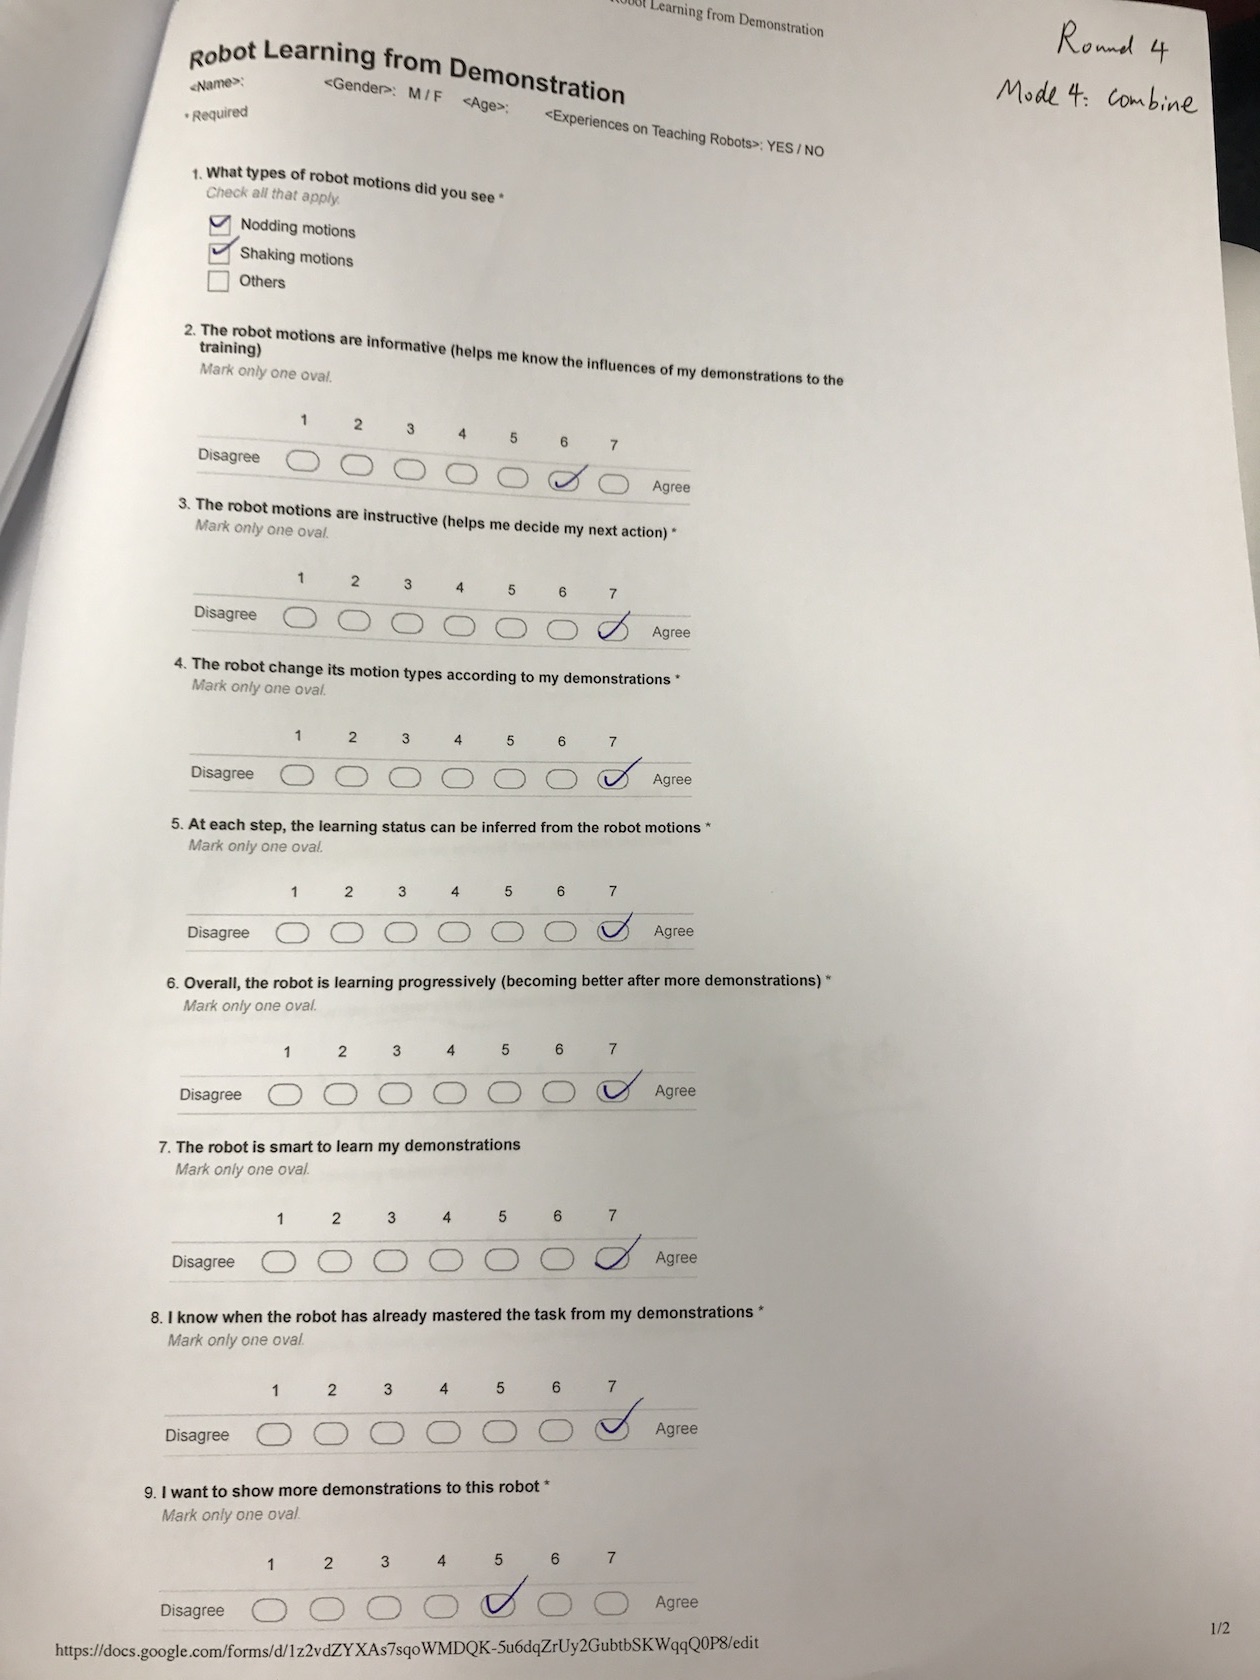 Robot Learning from Demonstration
Round 4
Mode 4: combine
Robot Learning from Demonstration
<Name>: <Gender>: M / F <Age>: <Experiences on Teaching Robots>: YES / NO
* Required
1. What types of robot motions did you see *
Check all that apply.
Nodding motions
Shaking motions
Others
2. The robot motions are informative (helps me know the influences of my demonstrations to the
training)
Mark only one oval.
1 2 3 4 5 6 7
Disagree Agree
3. The robot motions are instructive (helps me decide my next action) *
Mark only one oval.
1 2 3 4 5 6 7
Disagree Agree
4. The robot change its motion types according to my demonstrations *
Mark only one oval.
1 2 3 4 5 6 7
Disagree Agree
5. At each step, the learning status can be inferred from the robot motions *
Mark only one oval.
1 2 3 4 5 6 7
Disagree Agree
6. Overall, the robot is learning progressively (becoming better after more demonstrations) *
Mark only one oval.
1 2 3 4 5 6 7
Disagree Agree
7. The robot is smart to learn my demonstrations
Mark only one oval.
1 2 3 4 5 6 7
Disagree Agree
8. I know when the robot has already mastered the task from my demonstrations *
Mark only one oval.
1 2 3 4 5 6 7
Disagree Agree
9. I want to show more demonstrations to this robot *
Mark only one oval.
1 2 3 4 5 6 7
Disagree Agree
https://docs.google.com/forms/d/1z2vdZYXAs7sqoWMDQK-5u6dqZrUy2GubtbSKWqqQ0P8/edit
1/2